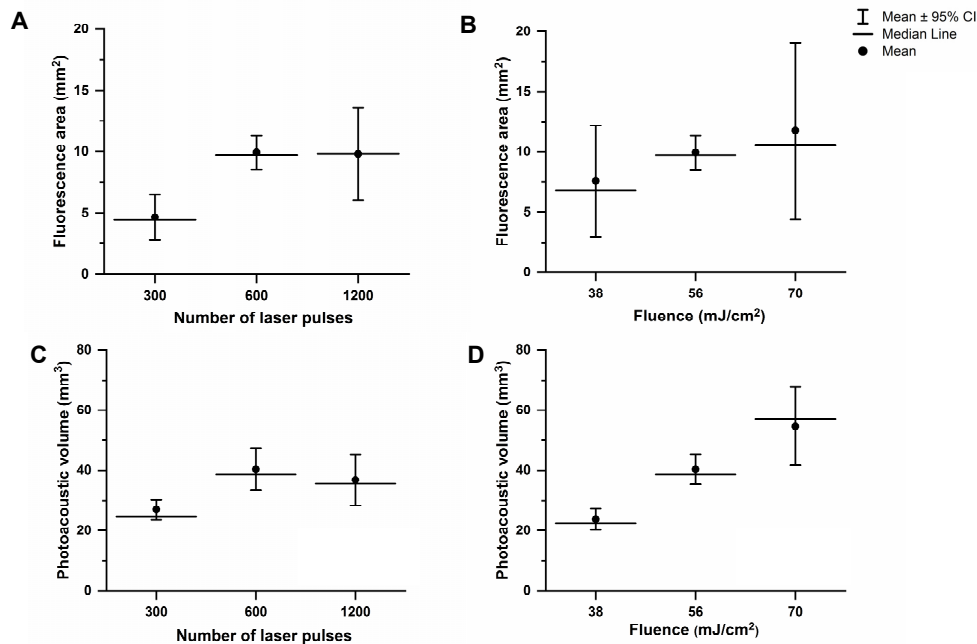 A
Fluorescence area (mm²)
20
15
10
5
0
300
600
1200
Number of laser pulses
B
Fluorescence area (mm²)
20
15
10
5
0
38
56
70
Fluence (mJ/cm²)
Mean ± 95% CI
Median Line
Mean
C
Photoacoustic volume (mm³)
80
60
40
20
0
300
600
1200
Number of laser pulses
D
Photoacoustic volume (mm³)
80
60
40
20
0
38
56
70
Fluence (mJ/cm²)